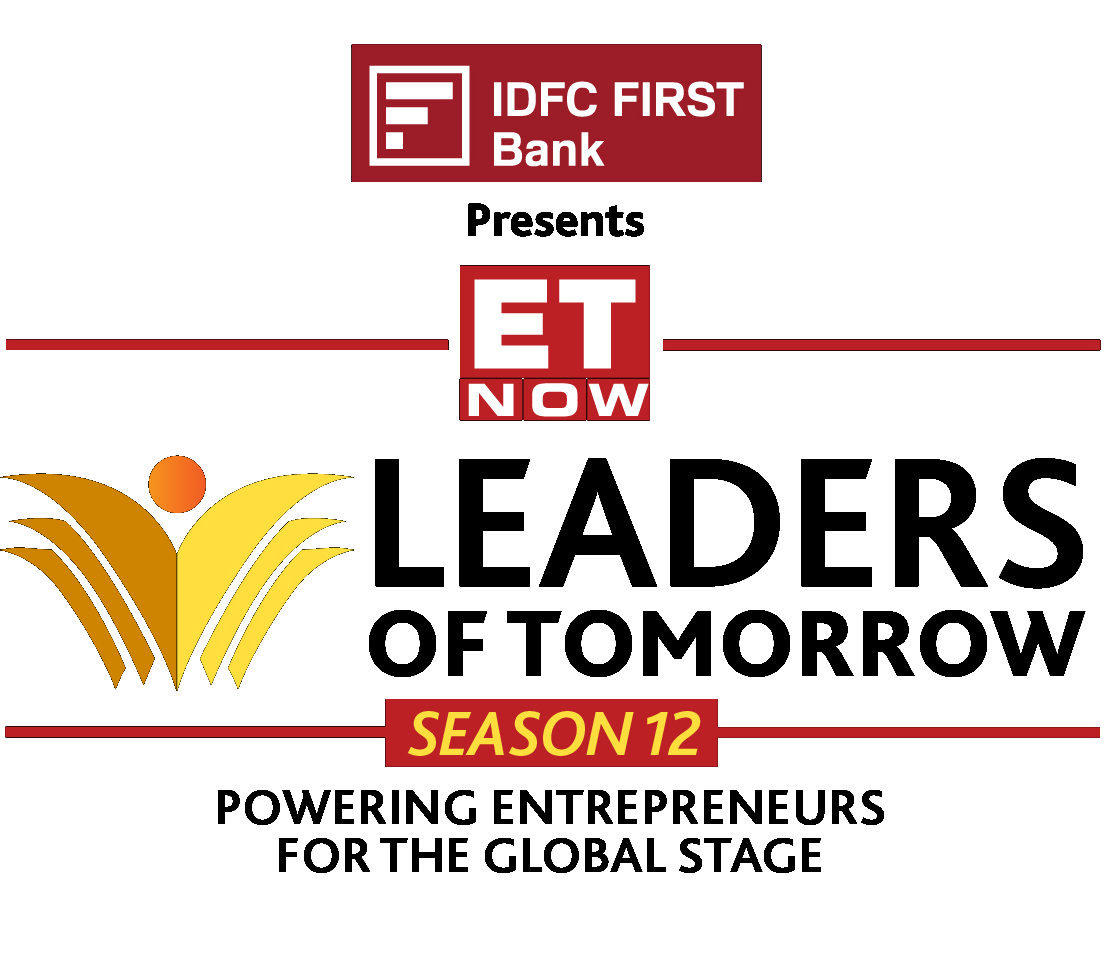 IDFC FIRST
Bank
Presents
ET
NOW
LEADERS
OF TOMORROW
SEASON 12
POWERING ENTREPRENEURS
FOR THE GLOBAL STAGE